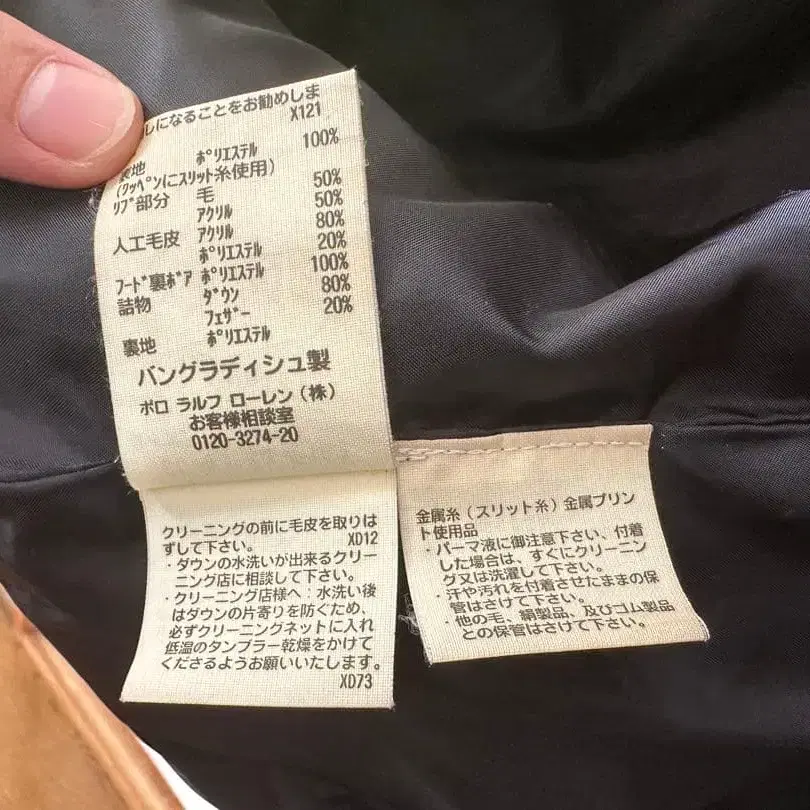 しになることをお勧めしま
X121
表地 ポリエステル 100%
(ワッペンにスリット糸使用)
リブ部分 毛 50%
アクリル 50%
人工毛皮 アクリル 80%
ポリエステル 20%
フード裏ボア ポリエステル 100%
詰物 ダウン 80%
フェザー 20%
裏地 ポリエステル
バングラディシュ製
ポロ ラルフ ローレン(株)
お客様相談室
0120-3274-20
クリーニングの前に毛皮を取りは
ずして下さい。 XD12
・ダウンの水洗いが出来るクリー
ニング店に相談して下さい。
・クリーニング店様へ:水洗い後
はダウンの片寄りを防ぐため、
必ずクリーニングネットに入れ
低温のタンブラー乾燥をかけて
くださるようお願いいたします。
XD73
金属糸(スリット糸)金属プリン
ト使用品
・パーマ液に御注意下さい、付着
した場合は、すぐにクリーニン
グ又は洗濯して下さい。
・汗や汚れを付着させたままの保
管はさけて下さい。
・他の毛、絹製品、及びゴム製品
との保管はさけて下さい。